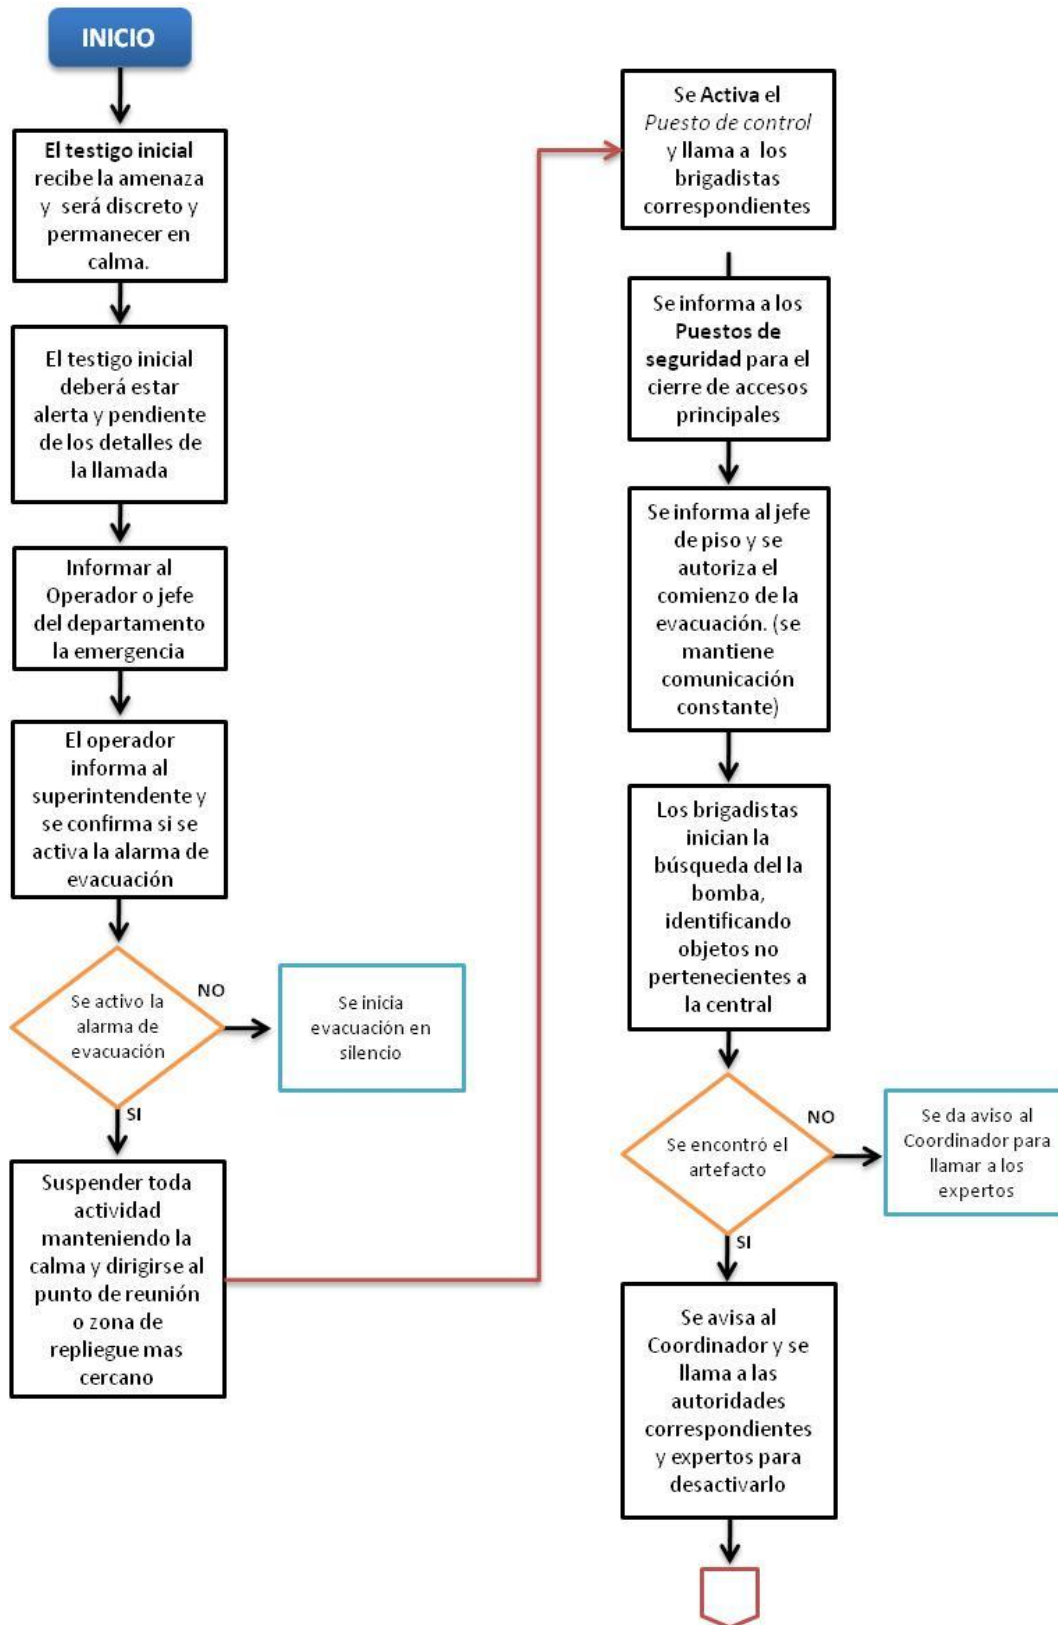 INICIO
El testigo inicial
recibe la amenaza
y será discreto y
permanecer en
calma.
El testigo inicial
deberá estar
alerta y pendiente
de los detalles de
la llamada
Informar al
Operador o jefe
del departamento
la emergencia
El operador
informa al
superintendente y
se confirma si se
activa la alarma de
evacuación
Se activo la
alarma de
evacuación
NO
Se inicia
evacuación en
silencio
SI
Suspender toda
actividad
manteniendo la
calma y dirigirse al
punto de reunión
o zona de
repliegue mas
cercano
Se Activa el
Puesto de control
y llama a los
brigadistas
correspondientes
Se informa a los
Puestos de
seguridad para el
cierre de accesos
principales
Se informa al jefe
de piso y se
autoriza el
comienzo de la
evacuación. (se
mantiene
comunicación
constante)
Los brigadistas
inician la
búsqueda del la
bomba,
identificando
objetos no
pertenecientes a
la central
Se encontró el
artefacto
NO
Se da aviso al
Coordinador para
llamar a los
expertos
SI
Se avisa al
Coordinador y se
llama a las
autoridades
correspondientes
y expertos para
desactivarlo